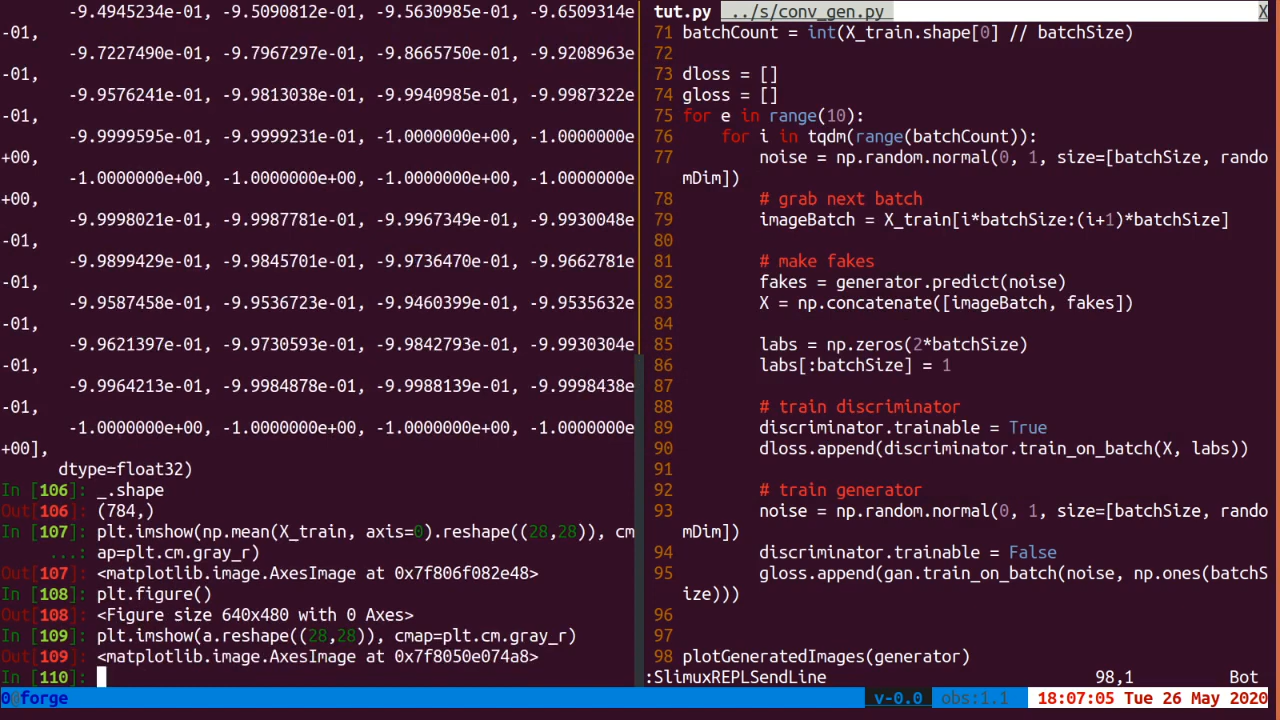 -9.4945234e-01, -9.5090812e-01, -9.5630985e-01, -9.6509314e
-01,
-9.7227490e-01, -9.7967297e-01, -9.8665750e-01, -9.9208963e
-01,
-9.9576241e-01, -9.9813038e-01, -9.9940985e-01, -9.9987322e
-01,
-9.9999595e-01, -9.9999231e-01, -1.0000000e+00, -1.0000000e
+00,
-1.0000000e+00, -1.0000000e+00, -1.0000000e+00, -1.0000000e
+00,
-9.9998021e-01, -9.9987781e-01, -9.9967349e-01, -9.9930048e
-01,
-9.9899429e-01, -9.9845701e-01, -9.9736470e-01, -9.9662781e
-01,
-9.9587458e-01, -9.9536723e-01, -9.9460399e-01, -9.9535632e
-01,
-9.9621397e-01, -9.9730593e-01, -9.9842793e-01, -9.9930304e
-01,
-9.9964213e-01, -9.9984878e-01, -9.9988139e-01, -9.9998438e
-01,
-1.0000000e+00, -1.0000000e+00, -1.0000000e+00, -1.0000000e
+00],
dtype=float32)
In [106]: _.shape
Out[106]: (784,)
In [107]: plt.imshow(np.mean(X_train, axis=0).reshape((28,28)), cm
...: ap=plt.cm.gray_r)
Out[107]: <matplotlib.image.AxesImage at 0x7f806f082e48>
In [108]: plt.figure()
Out[108]: <Figure size 640x480 with 0 Axes>
In [109]: plt.imshow(a.reshape((28,28)), cmap=plt.cm.gray_r)
Out[109]: <matplotlib.image.AxesImage at 0x7f8050e074a8>
In [110]:
tut.py ../s/conv_gen.py X
71 batchCount = int(X_train.shape[0] // batchSize)
72
73 dloss = []
74 gloss = []
75 for e in range(10):
76     for i in tqdm(range(batchCount)):
77         noise = np.random.normal(0, 1, size=[batchSize, rando
mDim])
78         # grab next batch
79         imageBatch = X_train[i*batchSize:(i+1)*batchSize]
80
81         # make fakes
82         fakes = generator.predict(noise)
83         X = np.concatenate([imageBatch, fakes])
84
85         labs = np.zeros(2*batchSize)
86         labs[:batchSize] = 1
87
88         # train discriminator
89         discriminator.trainable = True
90         dloss.append(discriminator.train_on_batch(X, labs))
91
92         # train generator
93         noise = np.random.normal(0, 1, size=[batchSize, rando
mDim])
94         discriminator.trainable = False
95         gloss.append(gan.train_on_batch(noise, np.ones(batchS
ize)))
96
97
98 plotGeneratedImages(generator)
:SlimuxREPLSendLine 98,1 Bot
0@forge v-0.0 obs:1.1 18:07:05 Tue 26 May 2020